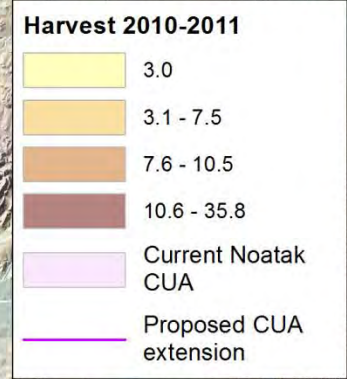 Harvest 2010-2011
3.0
3.1 - 7.5
7.6 - 10.5
10.6 - 35.8
Current Noatak
CUA
Proposed CUA
extension